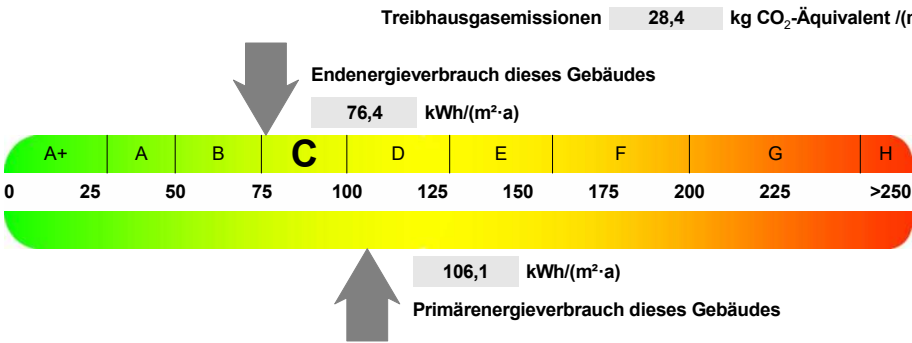 Treibhausgasemissionen 28,4 kg CO₂-Äquivalent /(m
Endenergieverbrauch dieses Gebäudes
76,4 kWh/(m²·a)
A+ A B C D E F G H
0 25 50 75 100 125 150 175 200 225 >250
106,1 kWh/(m²·a)
Primärenergieverbrauch dieses Gebäudes